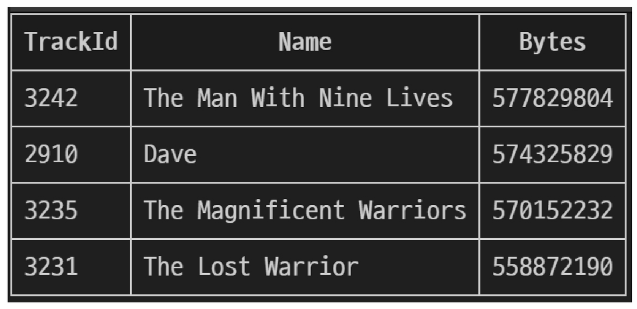 TrackId Name Bytes
3242 The Man With Nine Lives 577829804
2910 Dave 574325829
3235 The Magnificent Warriors 570152232
3231 The Lost Warrior 558872190